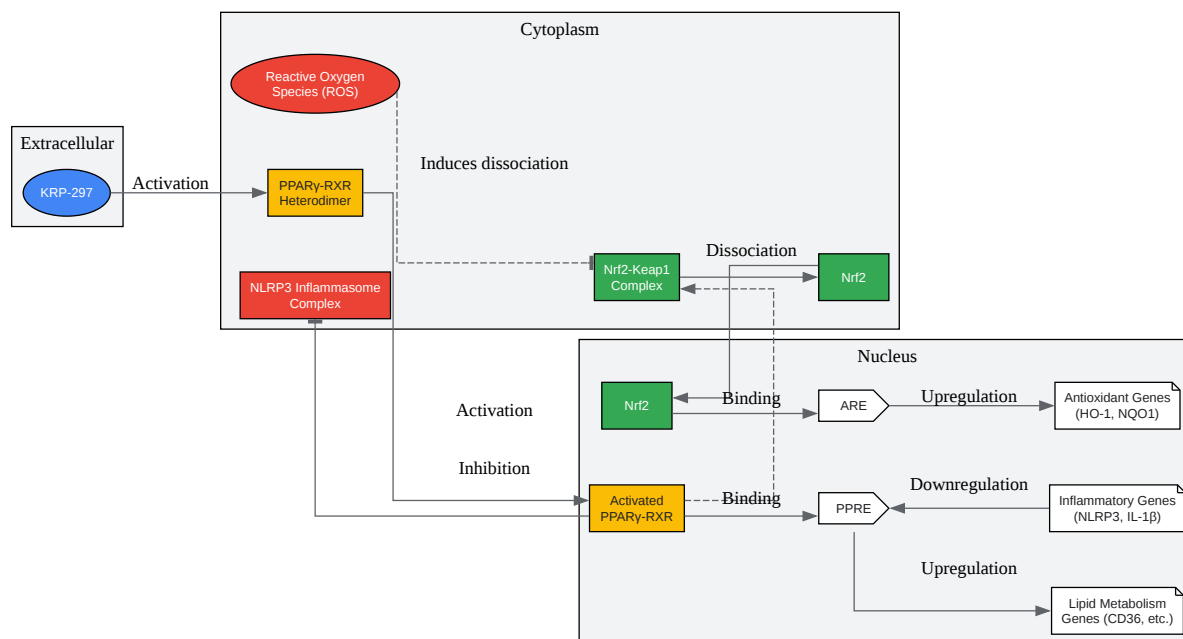 Cytoplasm
Reactive Oxygen
Species (ROS)
Extracellular
KRP-297
Activation
PPARγ-RXR
Heterodimer
Induces dissociation
NLRP3 Inflammasome
Complex
Nrf2-Keap1
Complex
Dissociation
Nrf2
Nucleus
Nrf2
Binding
ARE
Upregulation
Antioxidant Genes
(HO-1, NQO1)
Activation
Inhibition
Activated
PPARγ-RXR
Binding
PPRE
Downregulation
Inflammatory Genes
(NLRP3, IL-1β)
Upregulation
Lipid Metabolism
Genes (CD36, etc.)